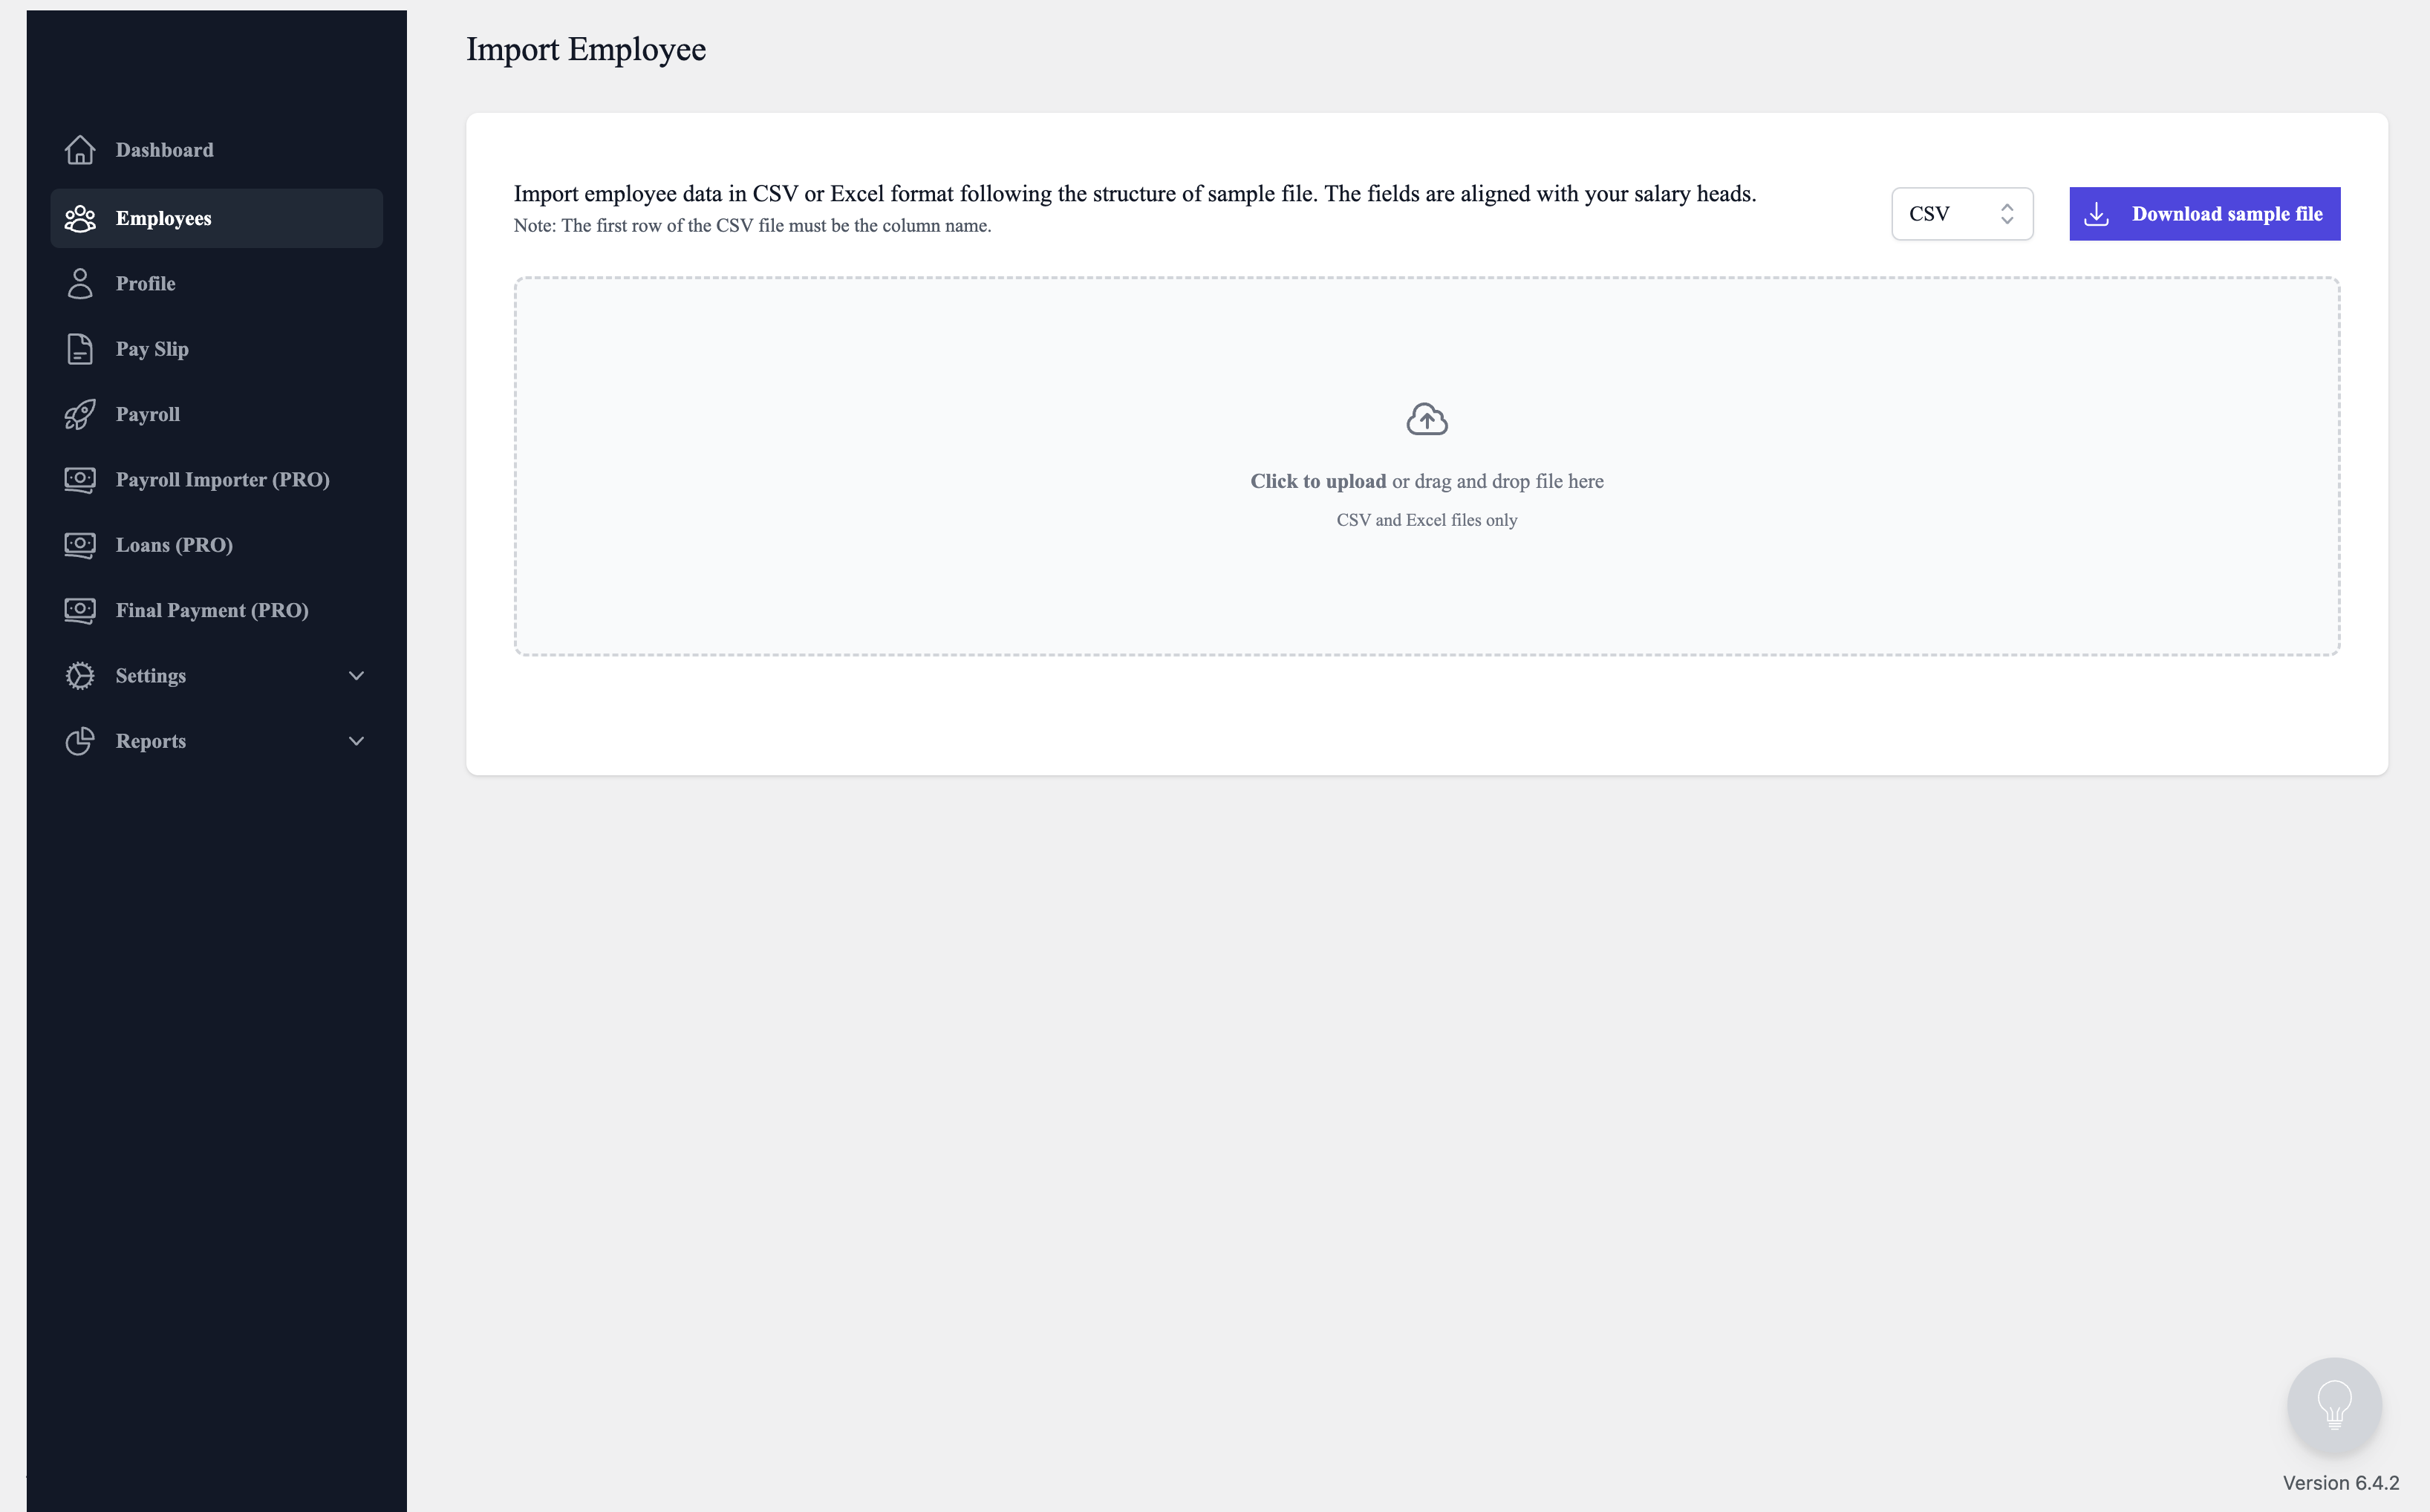 Import Employee
Dashboard
Employees
Profile
Pay Slip
Payroll
Payroll Importer (PRO)
Loans (PRO)
Final Payment (PRO)
Settings
Reports
Import employee data in CSV or Excel format following the structure of sample file. The fields are aligned with your salary heads.
Note: The first row of the CSV file must be the column name.
CSV
Download sample file
Click to upload or drag and drop file here
CSV and Excel files only
Version 6.4.2